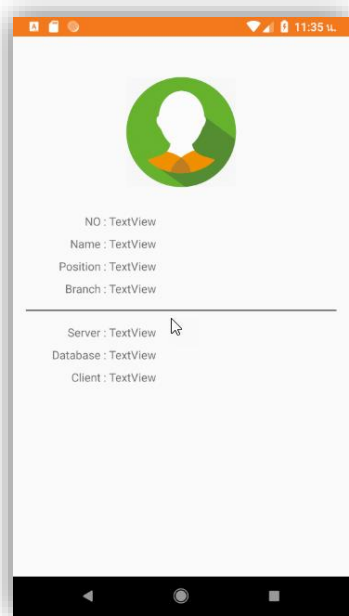 11:35 น.
NO : TextView
Name : TextView
Position : TextView
Branch : TextView
Server : TextView
Database : TextView
Client : TextView